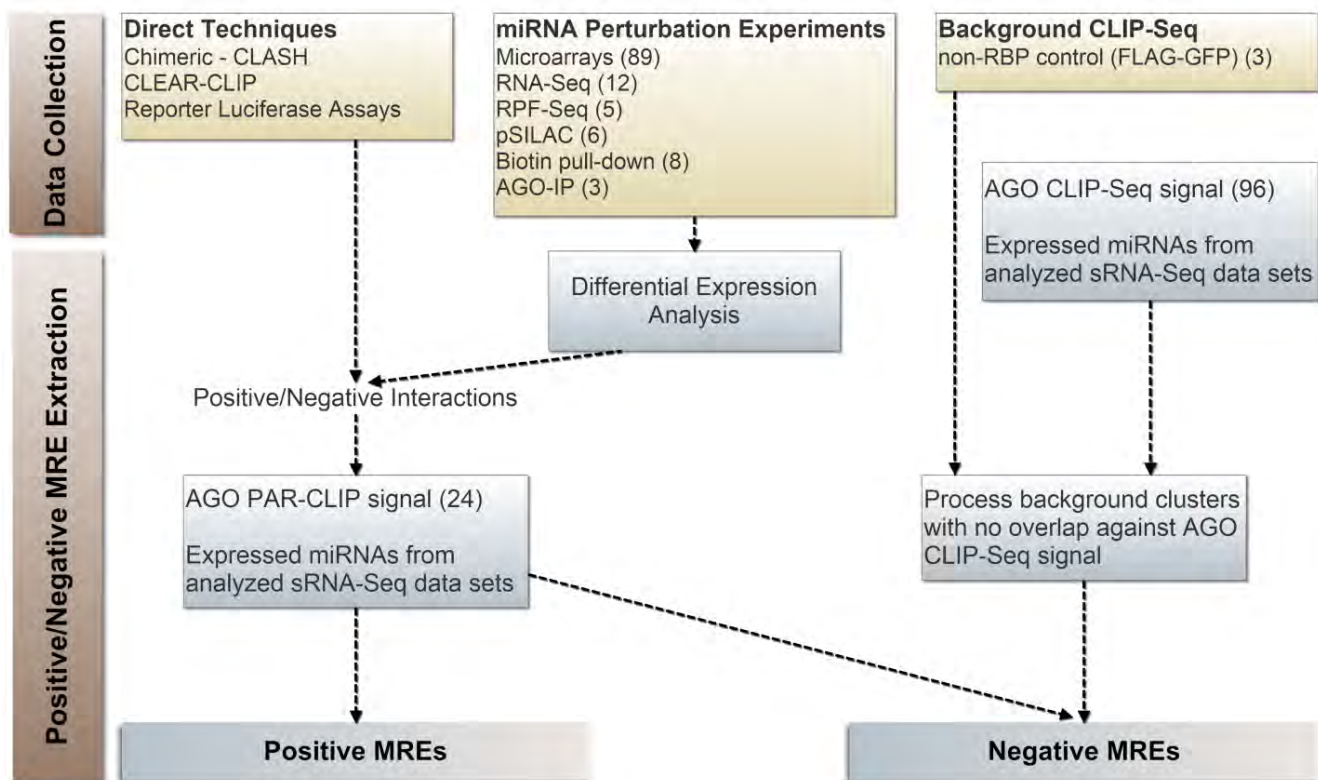 Data Collection
Direct Techniques
Chimeric - CLASH
CLEAR-CLIP
Reporter Luciferase Assays
miRNA Perturbation Experiments
Microarrays (89)
RNA-Seq (12)
RPF-Seq (5)
pSILAC (6)
Biotin pull-down (8)
AGO-IP (3)
Background CLIP-Seq
non-RBP control (FLAG-GFP) (3)
AGO CLIP-Seq signal (96)
Expressed miRNAs from
analyzed sRNA-Seq data sets
Positive/Negative MRE Extraction
Differential Expression
Analysis
Positive/Negative Interactions
AGO PAR-CLIP signal (24)
Expressed miRNAs from
analyzed sRNA-Seq data sets
Process background clusters
with no overlap against AGO
CLIP-Seq signal
Positive MREs
Negative MREs